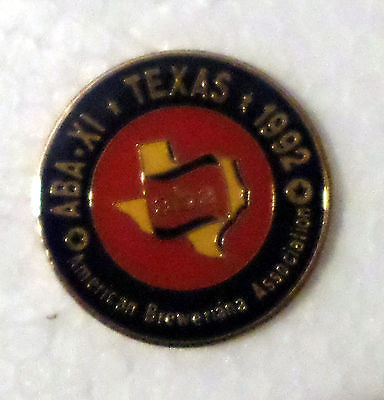 ABA-XI • TEXAS • 1992
aba
American Breweriana Association